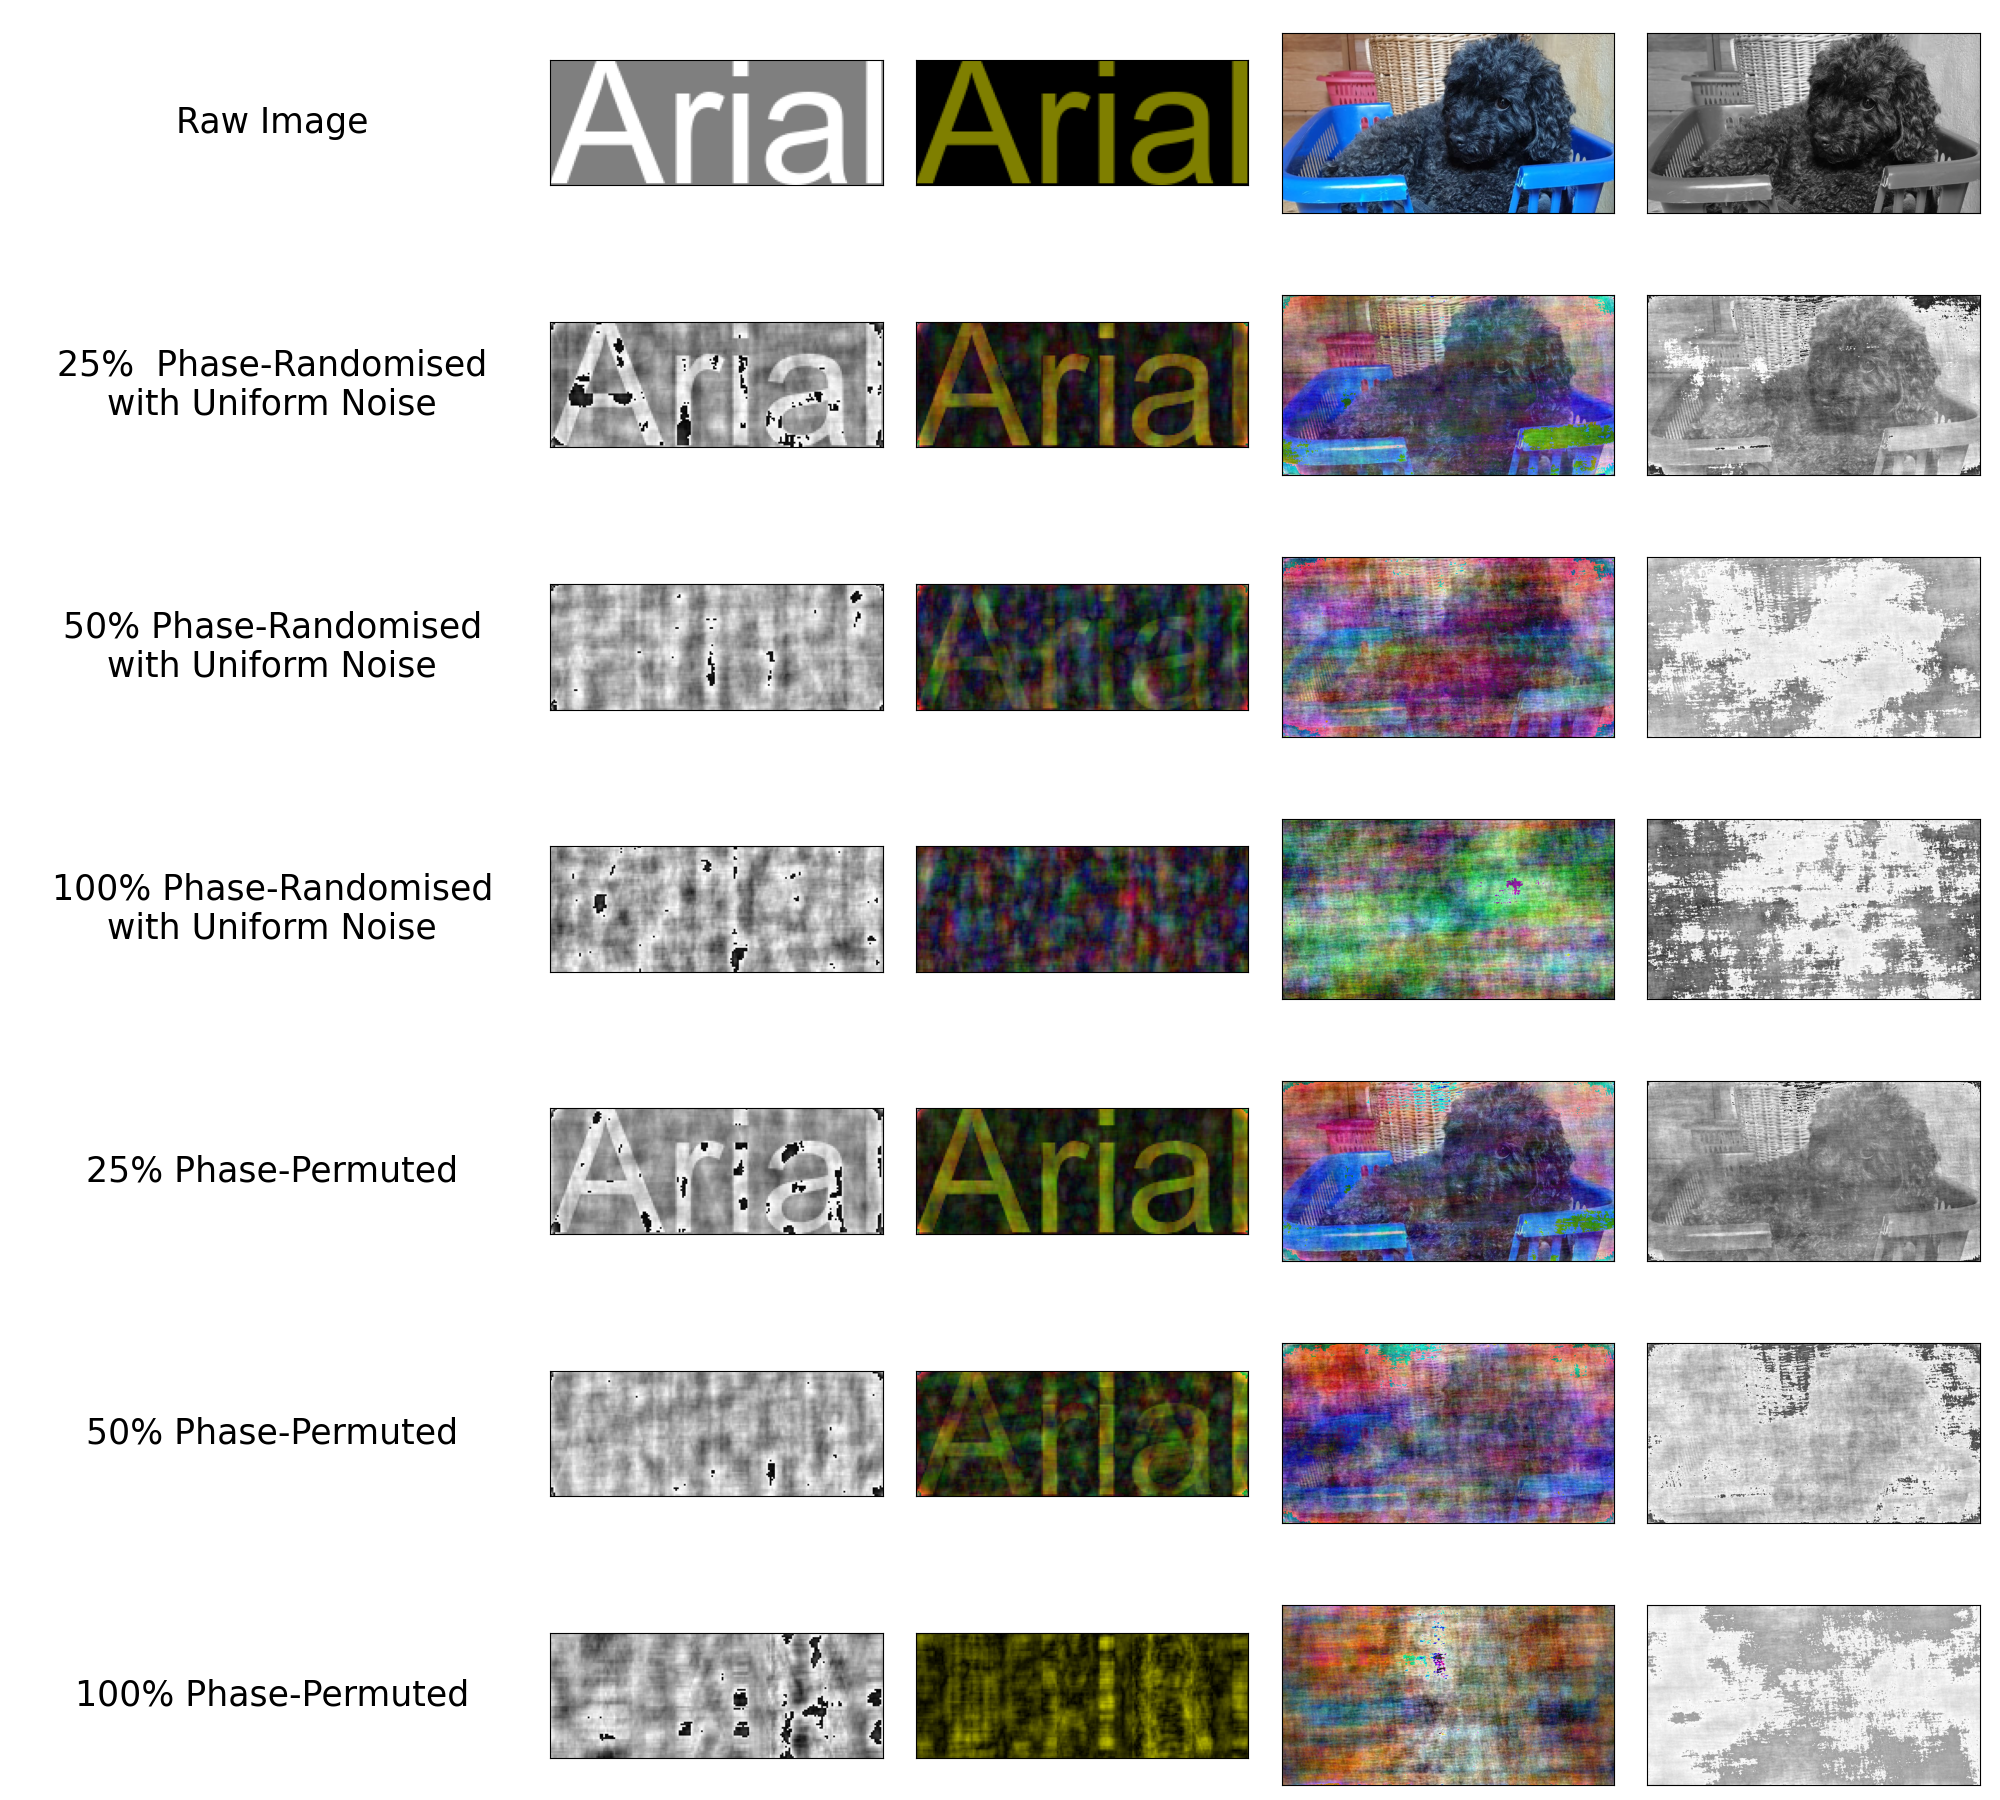 Raw Image
Arial Arial
25%  Phase-Randomised
with Uniform Noise
Arial Arial
50% Phase-Randomised
with Uniform Noise
Arial
100% Phase-Randomised
with Uniform Noise
25% Phase-Permuted
Arial Arial
50% Phase-Permuted
Arial
100% Phase-Permuted